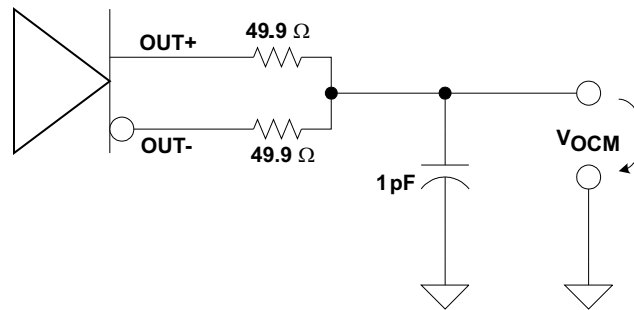 49.9 Ω
OUT+
OUT-
49.9 Ω
1 pF
VOCM